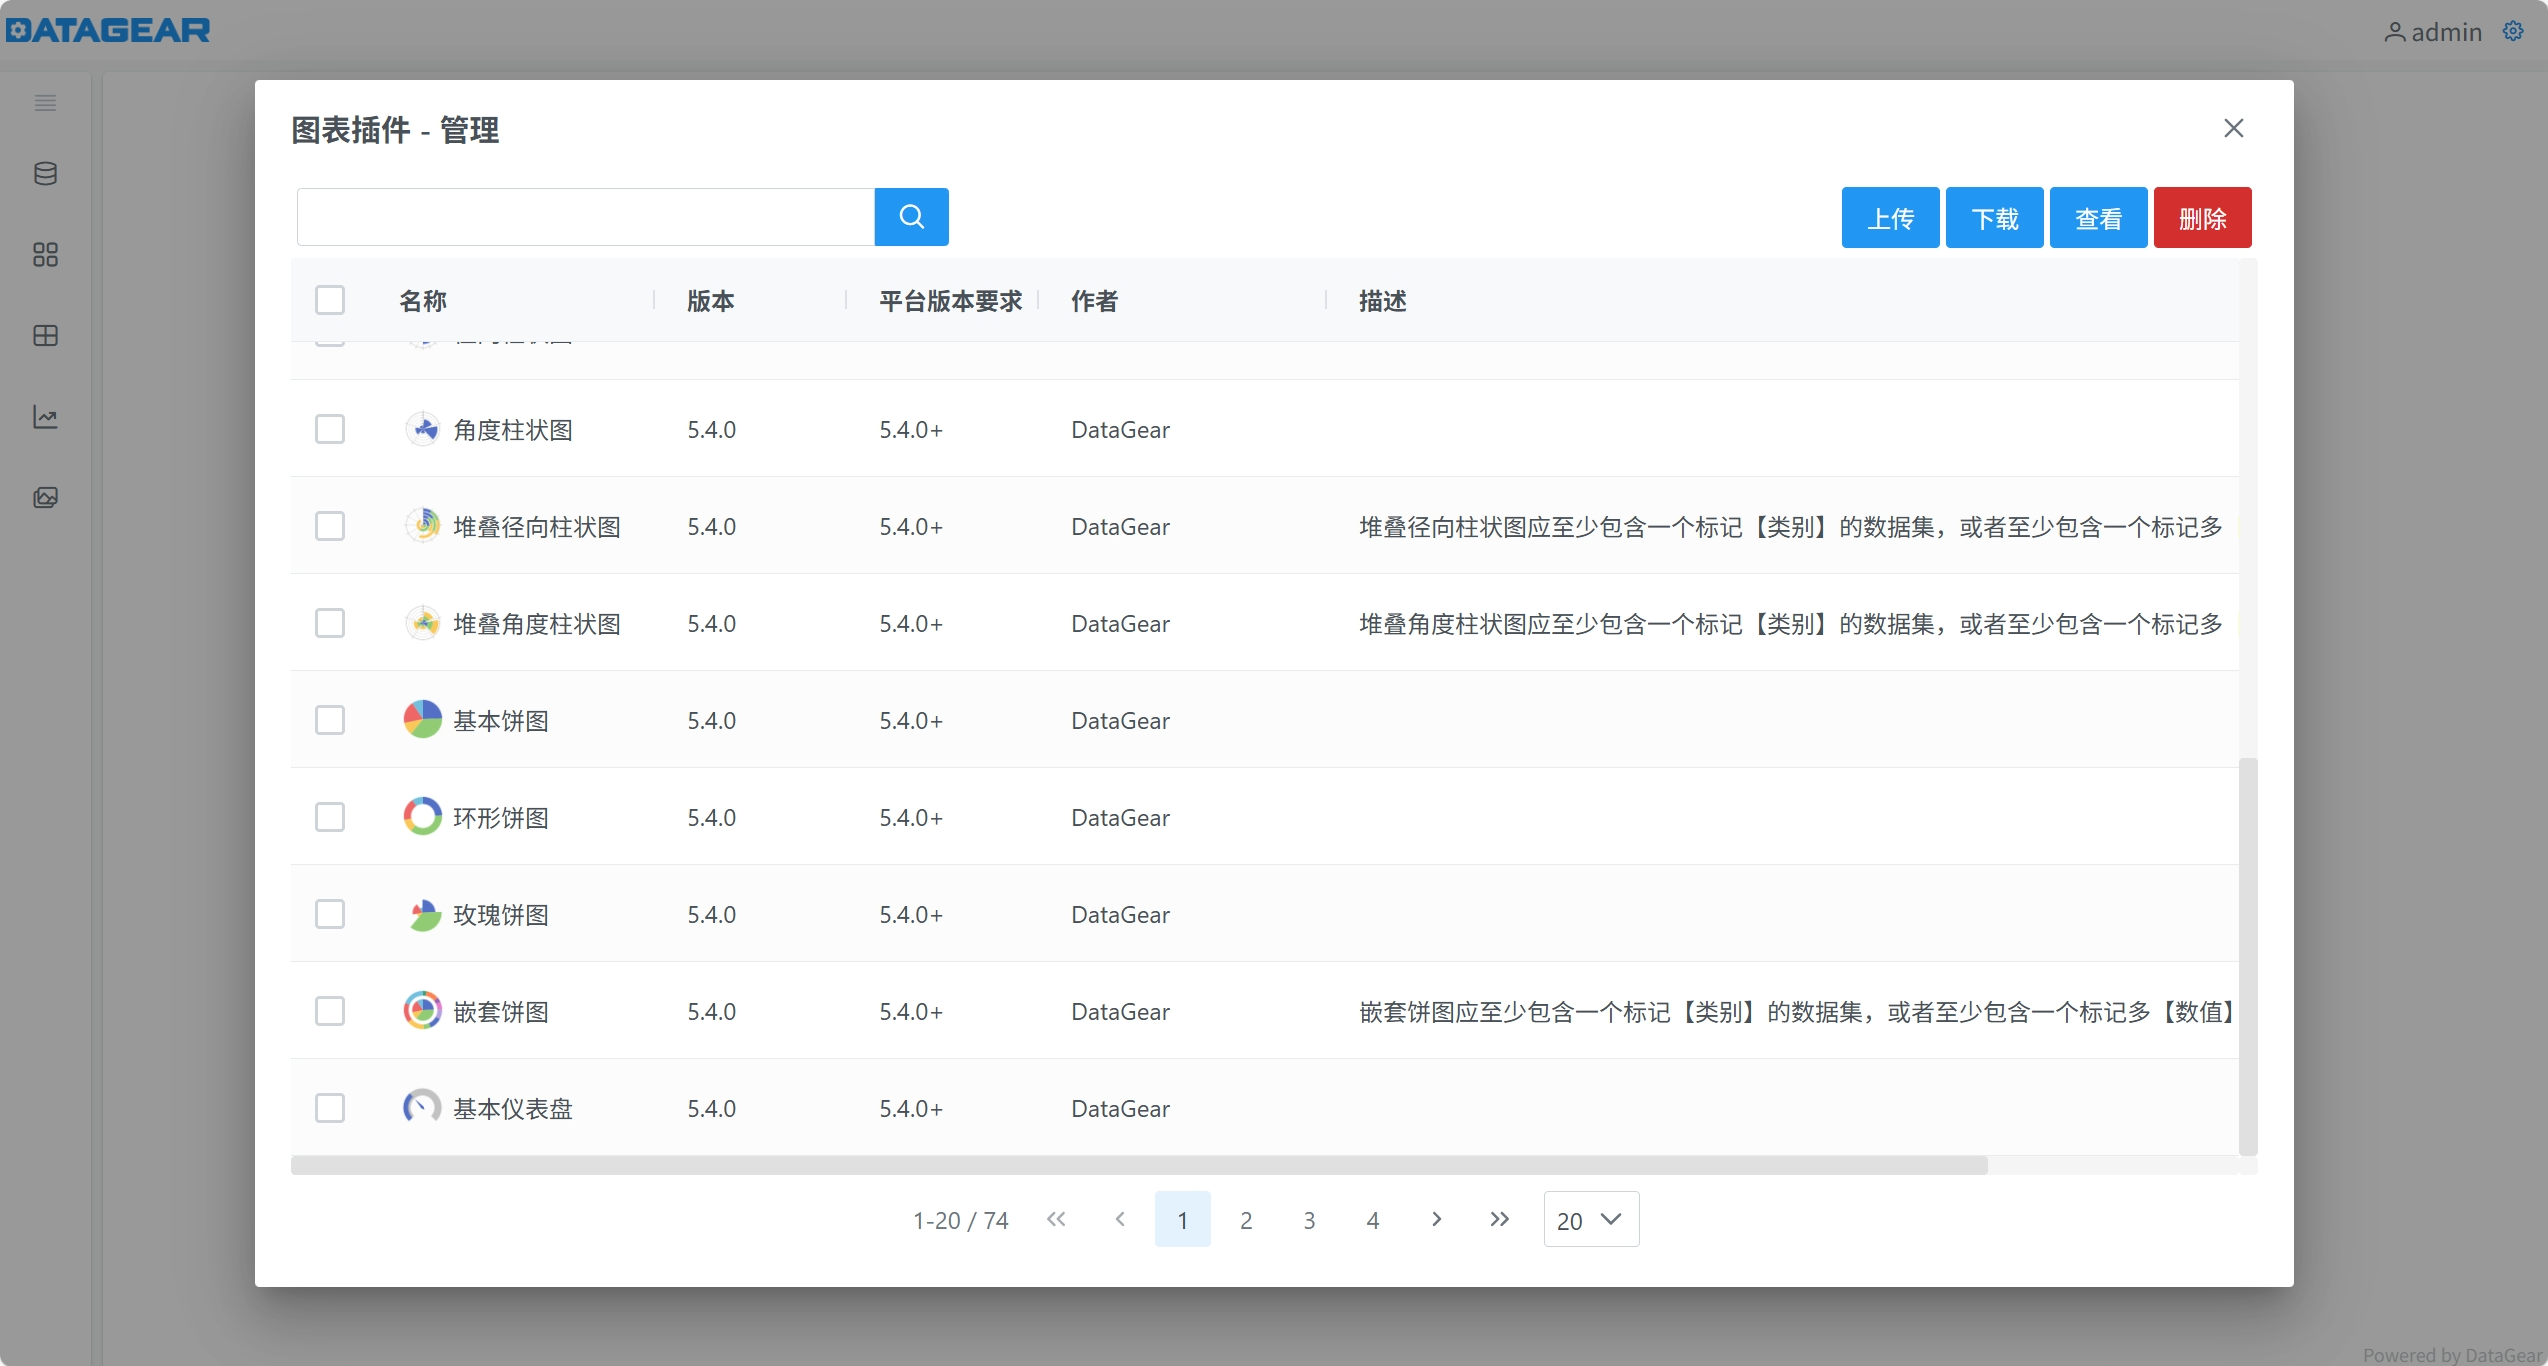 DATAGEAR
admin
图表插件 - 管理
上传 下载 查看 删除
名称 版本 平台版本要求 作者 描述
角度柱状图 5.4.0 5.4.0+ DataGear
堆叠径向柱状图 5.4.0 5.4.0+ DataGear 堆叠径向柱状图应至少包含一个标记【类别】的数据集，或者至少包含一个标记多
堆叠角度柱状图 5.4.0 5.4.0+ DataGear 堆叠角度柱状图应至少包含一个标记【类别】的数据集，或者至少包含一个标记多
基本饼图 5.4.0 5.4.0+ DataGear
环形饼图 5.4.0 5.4.0+ DataGear
玫瑰饼图 5.4.0 5.4.0+ DataGear
嵌套饼图 5.4.0 5.4.0+ DataGear 嵌套饼图应至少包含一个标记【类别】的数据集，或者至少包含一个标记多【数值】
基本仪表盘 5.4.0 5.4.0+ DataGear
1-20 / 74 1 2 3 4 20
Powered by DataGear